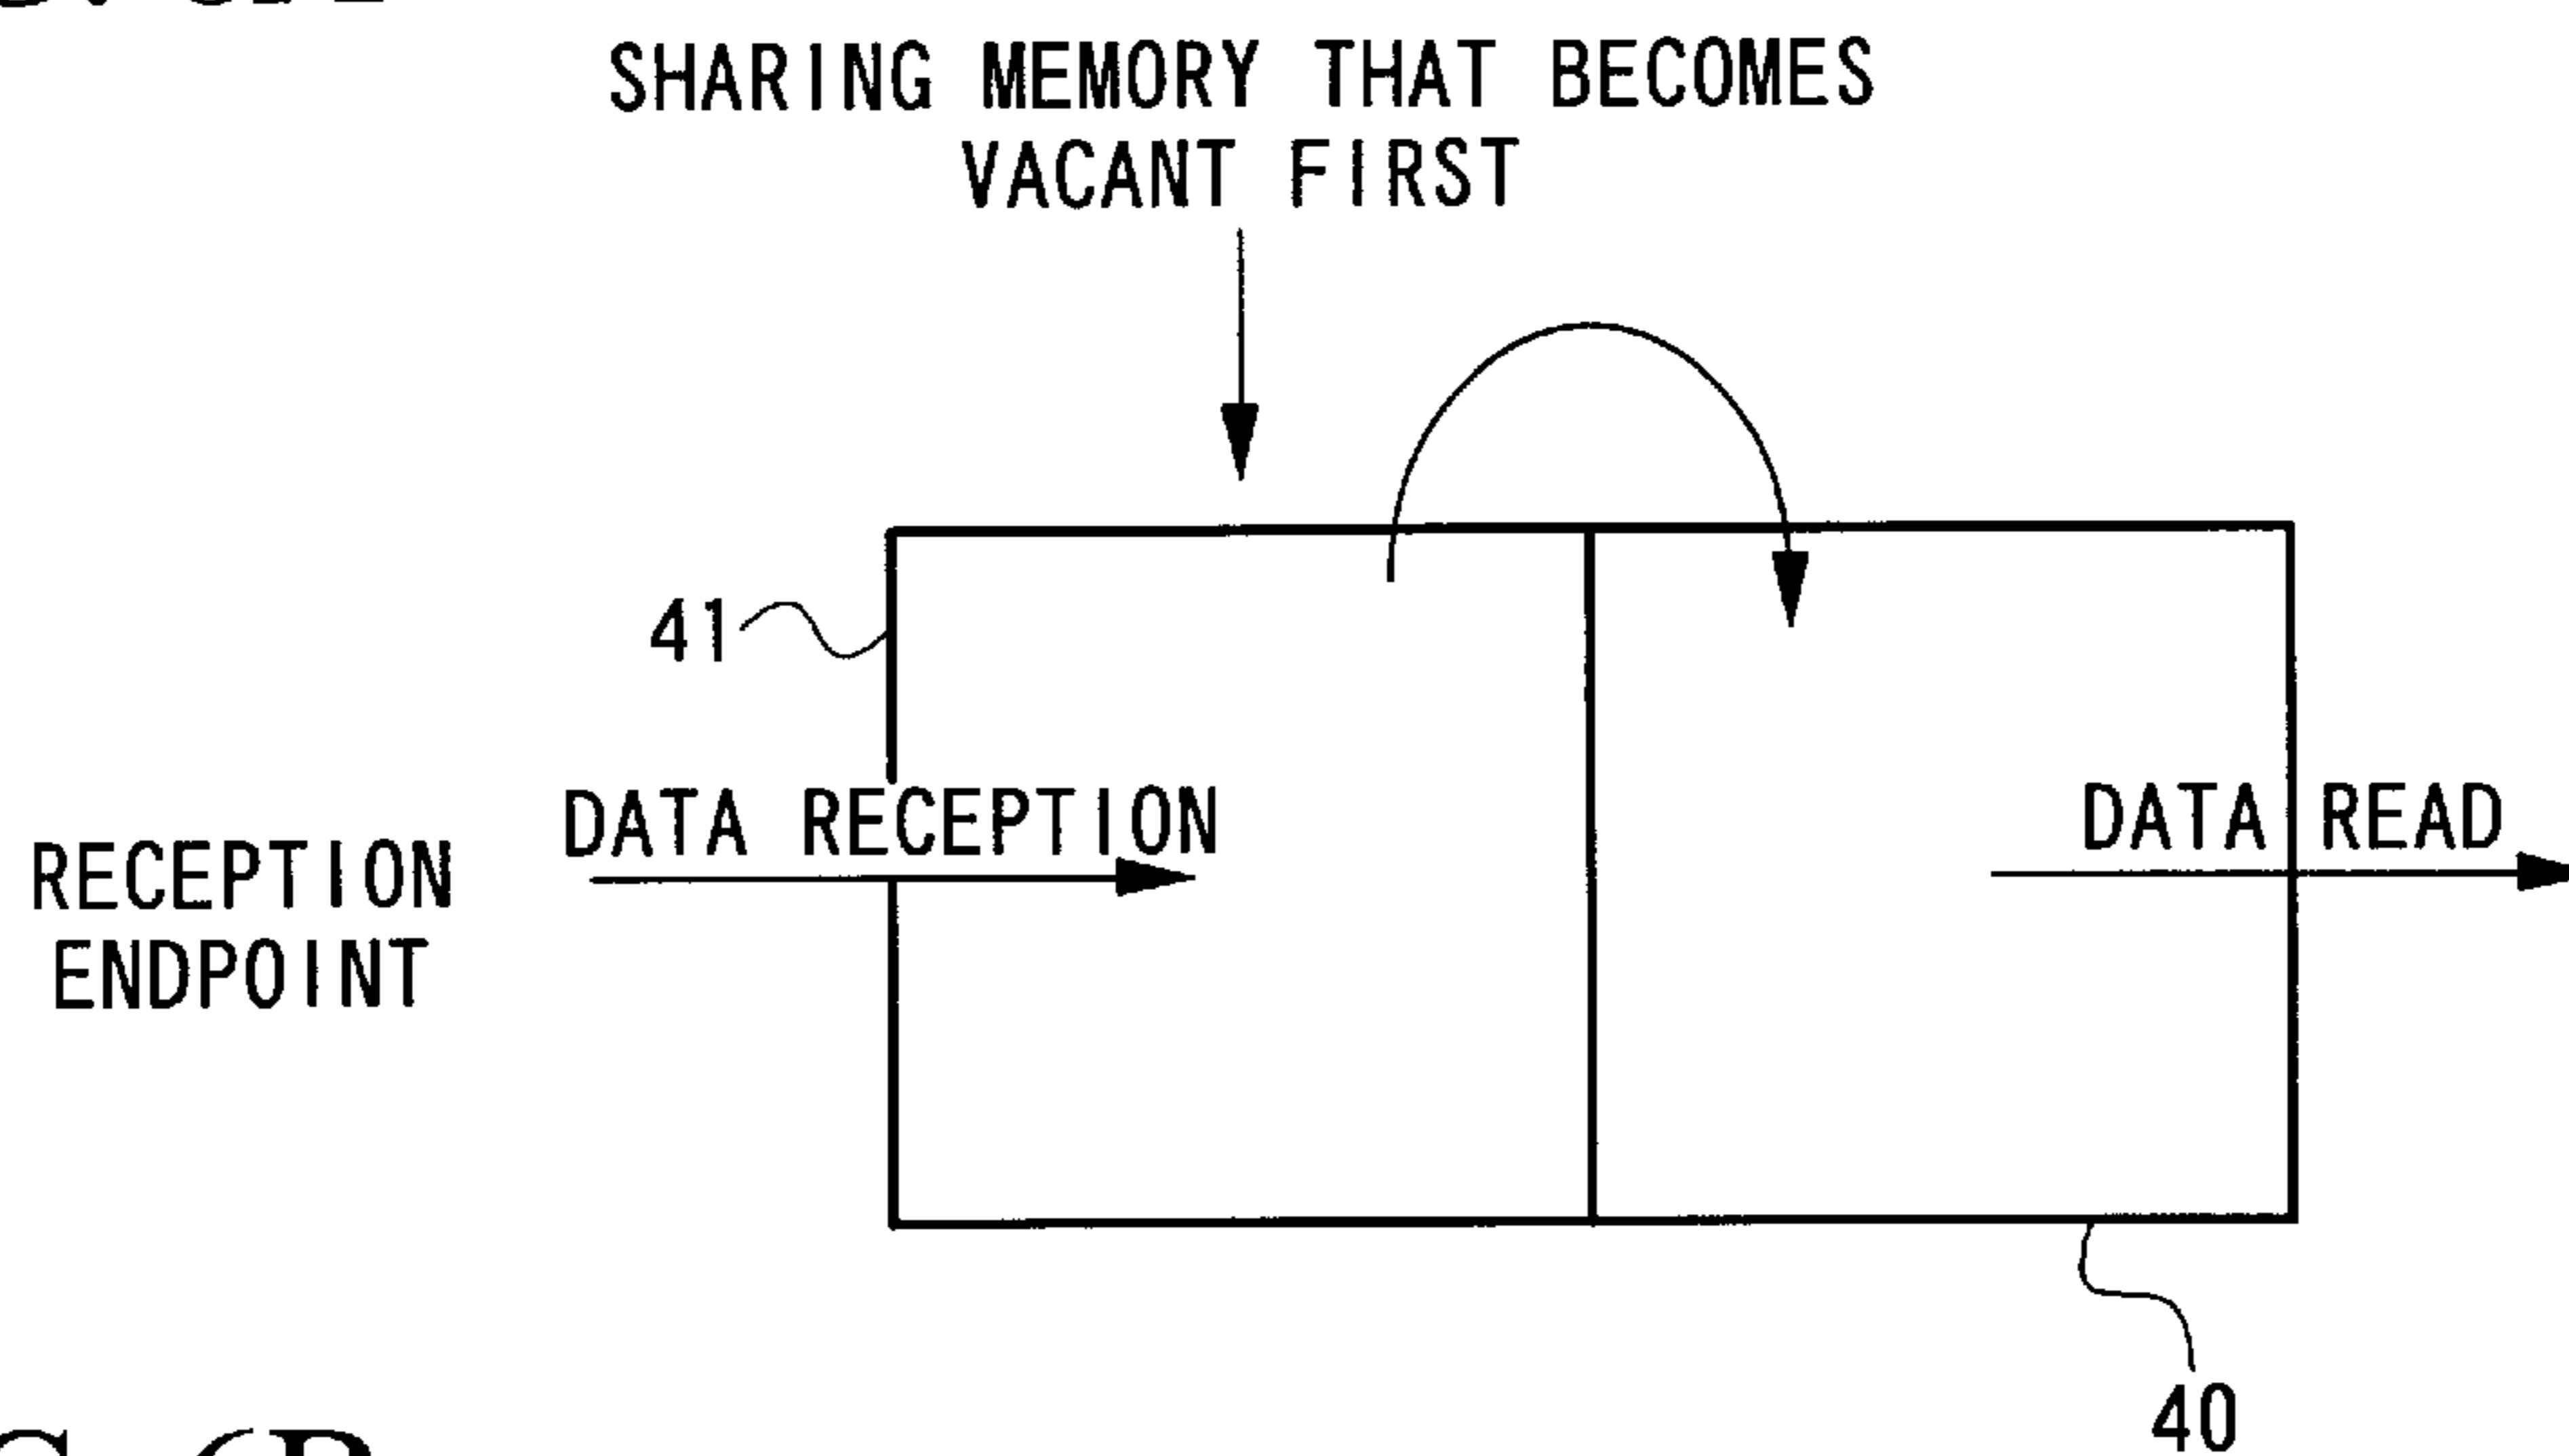 SHARING MEMORY THAT BECOMES
VACANT FIRST
41
DATA RECEPTION
DATA READ
RECEPTION
ENDPOINT
40